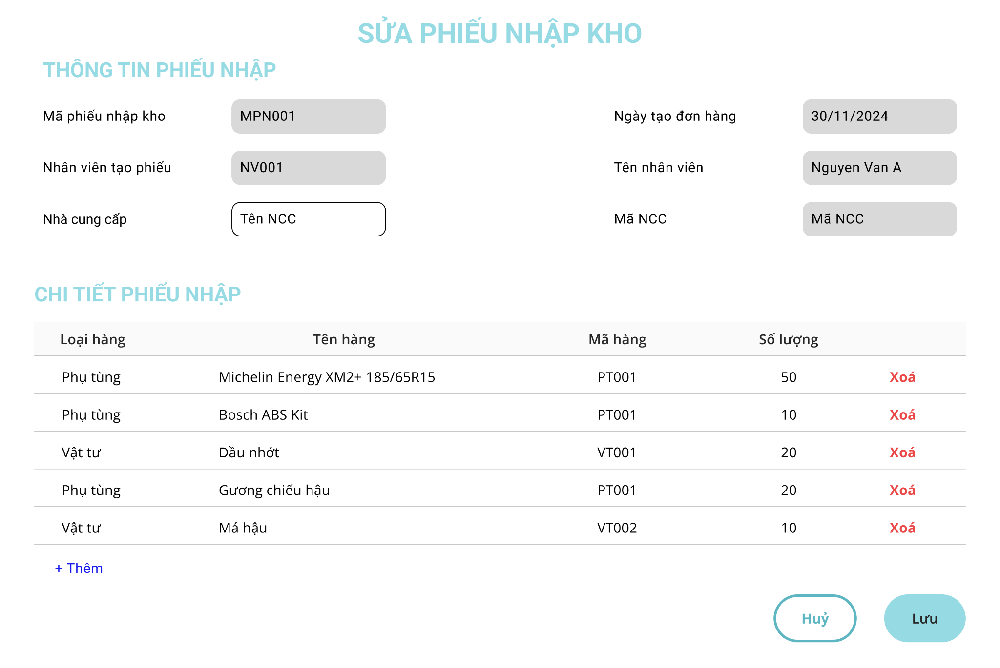 SỬA PHIẾU NHẬP KHO
THÔNG TIN PHIẾU NHẬP
Mã phiếu nhập kho MPN001 Ngày tạo đơn hàng 30/11/2024
Nhân viên tạo phiếu NV001 Tên nhân viên Nguyen Van A
Nhà cung cấp Tên NCC Mã NCC Mã NCC
CHI TIẾT PHIẾU NHẬP
Loại hàng Tên hàng Mã hàng Số lượng
Phụ tùng Michelin Energy XM2+ 185/65R15 PT001 50 Xoá
Phụ tùng Bosch ABS Kit PT001 10 Xoá
Vật tư Dầu nhớt VT001 20 Xoá
Phụ tùng Gương chiếu hậu PT001 20 Xoá
Vật tư Má hậu VT002 10 Xoá
+ Thêm
Huỷ Lưu